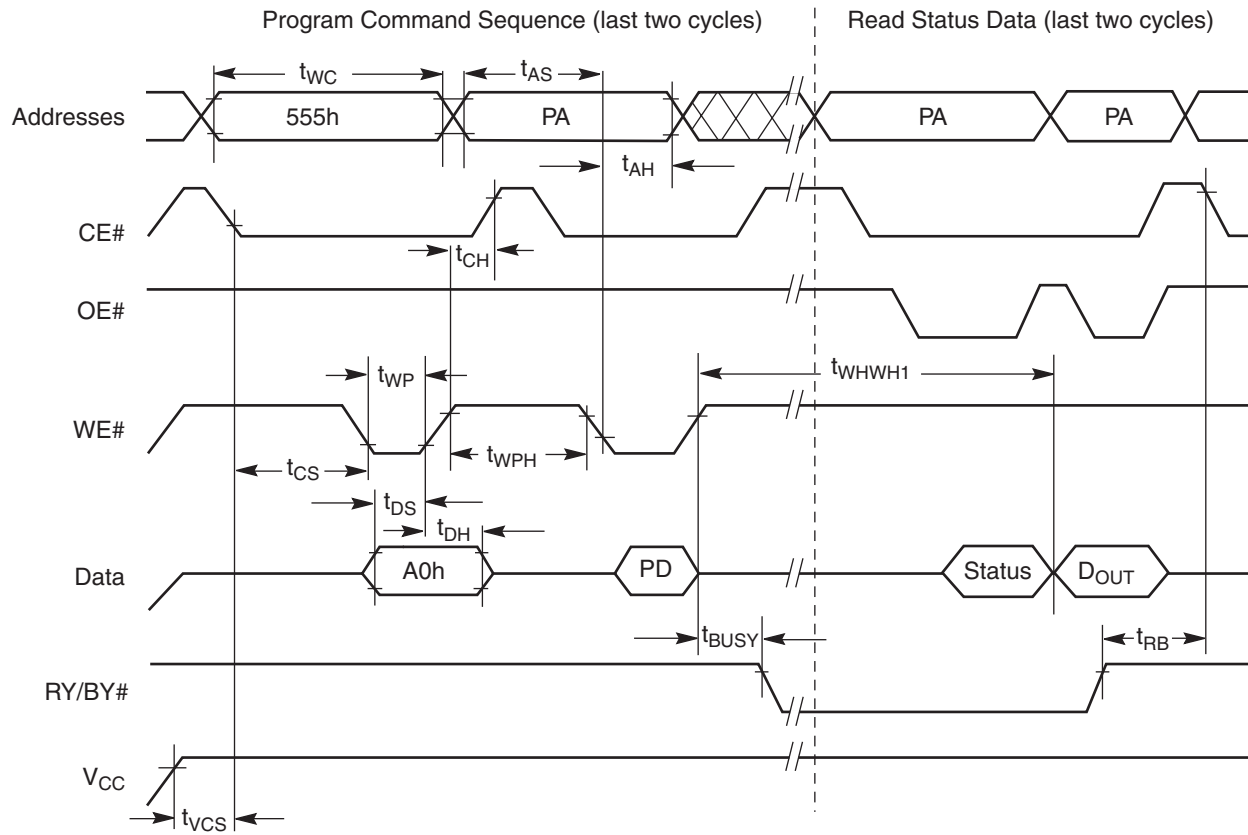 Program Command Sequence (last two cycles)
Read Status Data (last two cycles)
tWC
tAS
Addresses
555h
PA
PA
PA
tAH
CE#
tCH
OE#
tWP
tWHWH1
WE#
tCS
tWPH
tDS
tDH
Data
A0h
PD
Status
DOUT
tBUSY
tRB
RY/BY#
VCC
tVCS